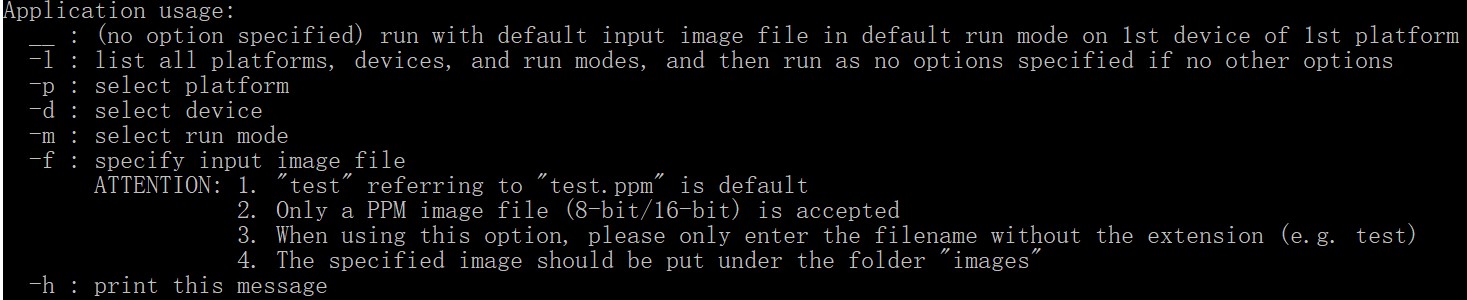 Application usage:
__ : (no option specified) run with default input image file in default run mode on 1st device of 1st platform
-l : list all platforms, devices, and run modes, and then run as no options specified if no other options
-p : select platform
-d : select device
-m : select run mode
-f : specify input image file
ATTENTION: 1. "test" referring to "test.ppm" is default
2. Only a PPM image file (8-bit/16-bit) is accepted
3. When using this option, please only enter the filename without the extension (e.g. test)
4. The specified image should be put under the folder "images"
-h : print this message